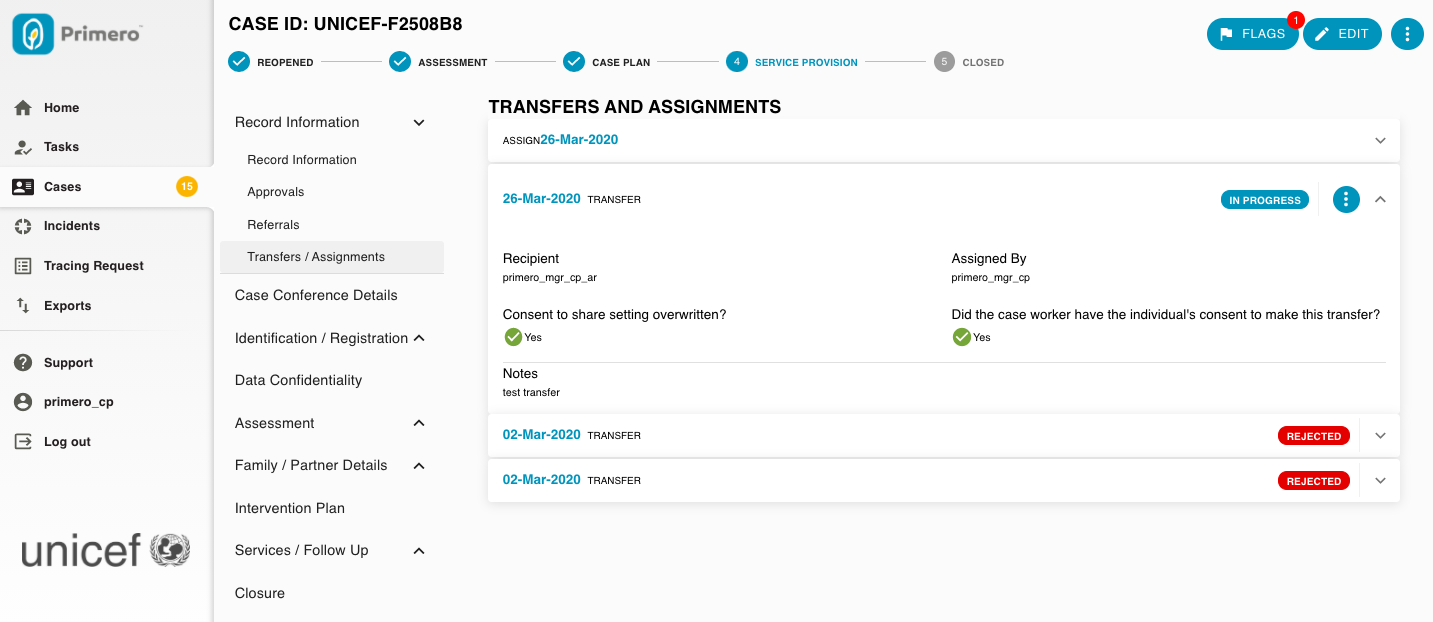 Primero™
Home
Tasks
Cases 15
Incidents
Tracing Request
Exports
Support
primero_cp
Log out
unicef
CASE ID: UNICEF-F2508B8
1
FLAGS
EDIT
REOPENED
ASSESSMENT
CASE PLAN
4 SERVICE PROVISION
5 CLOSED
Record Information
Record Information
Approvals
Referrals
Transfers / Assignments
Case Conference Details
Identification / Registration
Data Confidentiality
Assessment
Family / Partner Details
Intervention Plan
Services / Follow Up
Closure
TRANSFERS AND ASSIGNMENTS
ASSIGN26-Mar-2020
26-Mar-2020 TRANSFER IN PROGRESS
Recipient
primero_mgr_cp_ar
Assigned By
primero_mgr_cp
Consent to share setting overwritten?
Yes
Did the case worker have the individual's consent to make this transfer?
Yes
Notes
test transfer
02-Mar-2020 TRANSFER REJECTED
02-Mar-2020 TRANSFER REJECTED